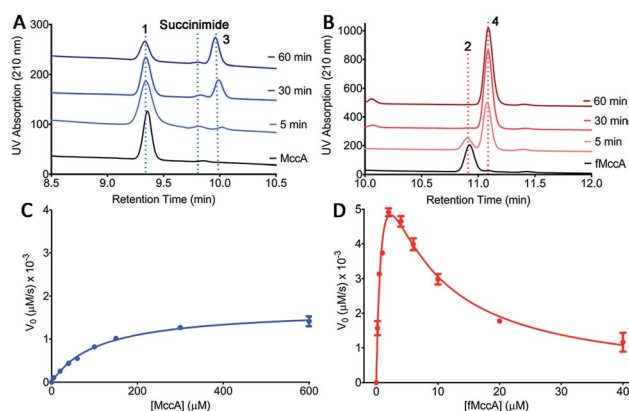 A
1
Succinimide
3
UV Absorption (210 nm)
300
200
100
0
60 min
30 min
5 min
MccA
8.5
9.0
9.5
10.0
10.5
Retention Time (min)
B
2
4
UV Absorption (210 nm)
1000
800
600
400
200
0
60 min
30 min
5 min
fMccA
10.0
10.5
11.0
11.5
12.0
Retention Time (min)
C
V0 (µM/s) x 10-3
4
3
2
1
0
0
200
400
600
[MccA] (µM)
D
V0 (µM/s) x 10-3
5
4
3
2
1
0
0
10
20
30
40
[fMccA] (µM)